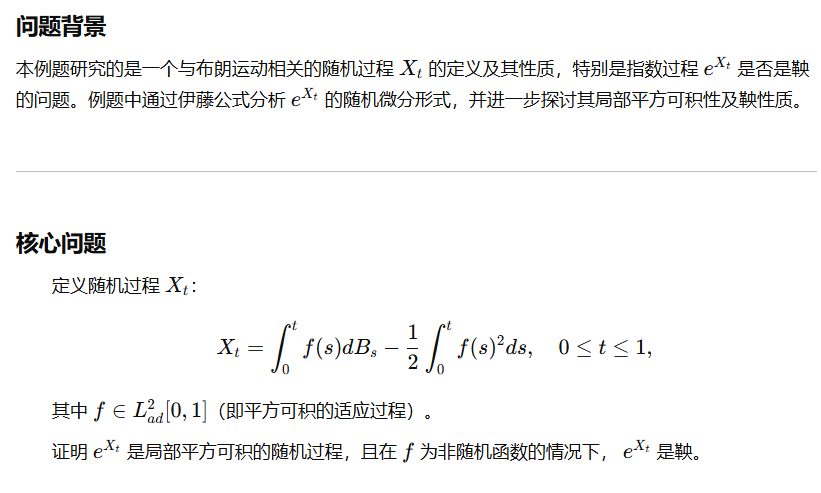 问题背景
本例题研究的是一个与布朗运动相关的随机过程 $X_t$ 的定义及其性质，特别是指数过程 $e^{X_t}$ 是否是鞅
的问题。例题中通过伊藤公式分析 $e^{X_t}$ 的随机微分形式，并进一步探讨其局部平方可积性及鞅性质。
核心问题
定义随机过程 $X_t$：
$X_t = \int_0^t f(s)dB_s - \frac{1}{2}\int_0^t f(s)^2 ds, \quad 0 \leq t \leq 1,$
其中 $f \in L^2_{ad}[0,1]$（即平方可积的适应过程）。
证明 $e^{X_t}$ 是局部平方可积的随机过程，且在 $f$ 为非随机函数的情况下， $e^{X_t}$ 是鞅。